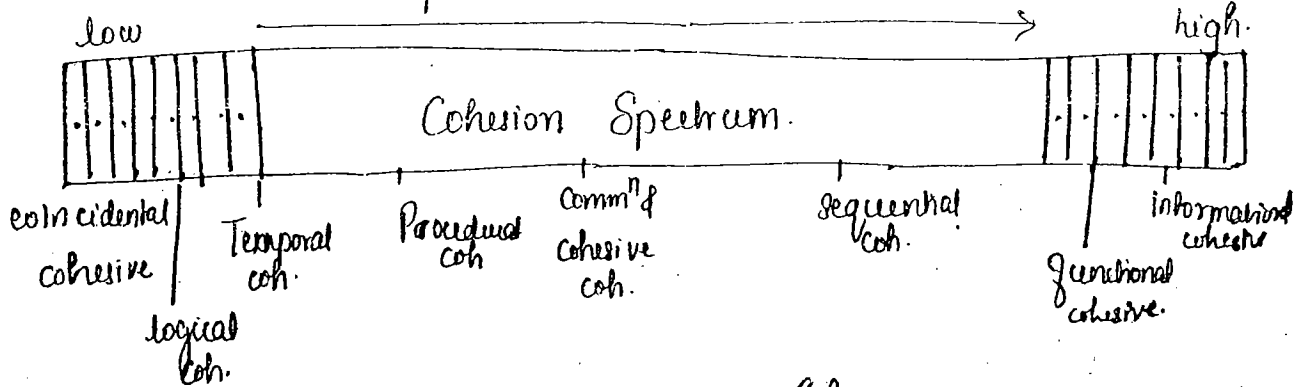 low
high.
Cohesion Spectrum.
coincidental
cohesive
logical
coh.
Temporal
coh.
Procedural
coh
commⁿ &
cohesive
coh.
sequential
coh.
functional
cohesive.
informational
cohesive